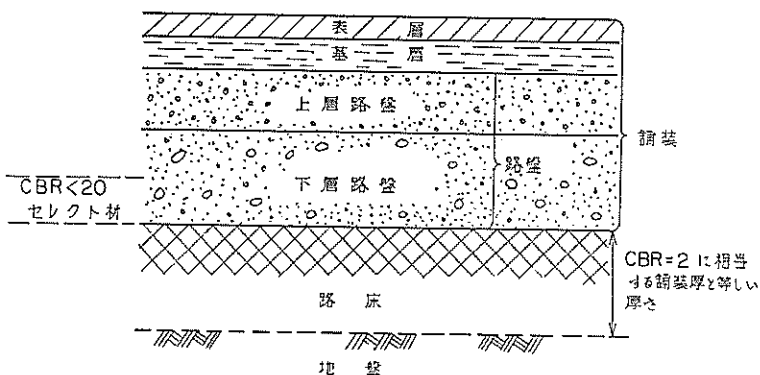 表層
基層
上層路盤
舗装
路盤
下層路盤
CBR<20
セレクト材
CBR=2に相当
する舗装厚と等しい
厚さ
路床
地盤